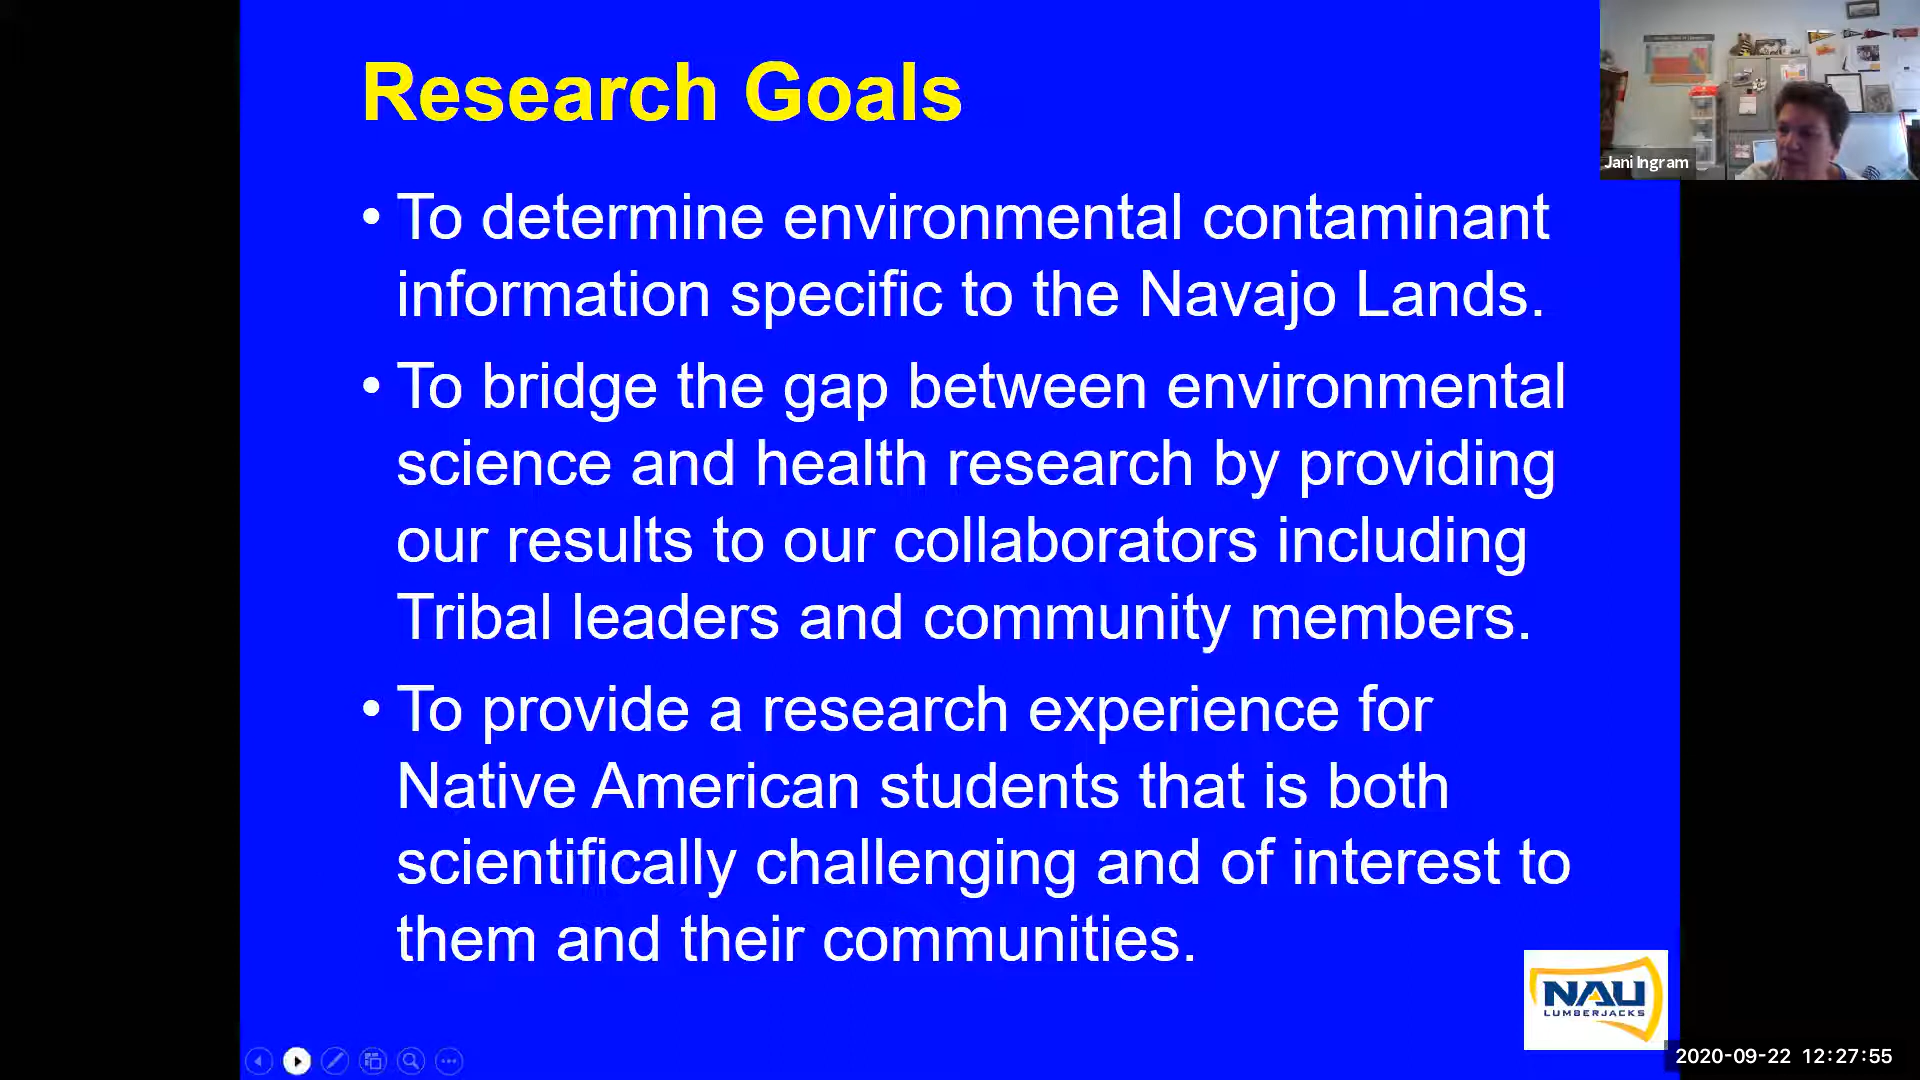 Research Goals
Jani Ingram
• To determine environmental contaminant
information specific to the Navajo Lands.
• To bridge the gap between environmental
science and health research by providing
our results to our collaborators including
Tribal leaders and community members.
• To provide a research experience for
Native American students that is both
scientifically challenging and of interest to
them and their communities.
NAU
LUMBERJACKS
2020-09-22 12:27:55